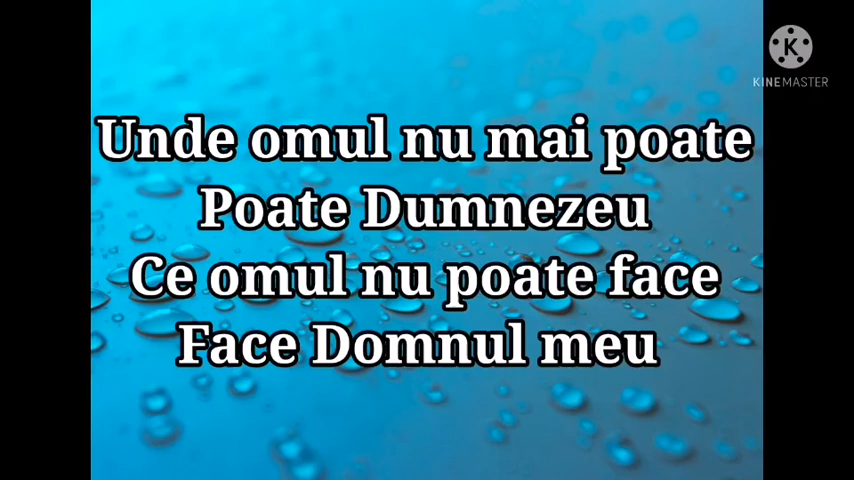 KINEMASTER
Unde omul nu mai poate
Poate Dumnezeu
Ce omul nu poate face
Face Domnul meu